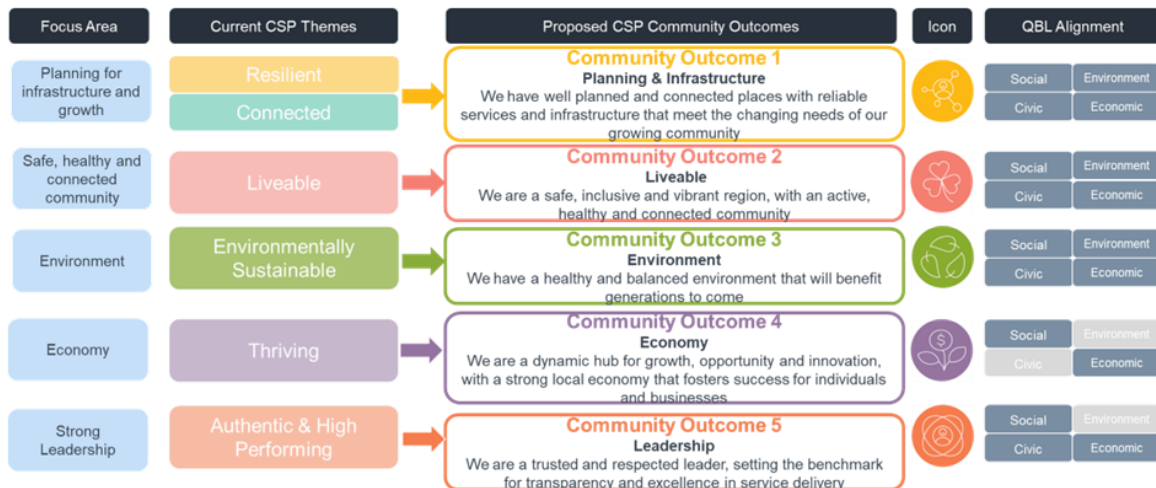 Focus Area
Current CSP Themes
Proposed CSP Community Outcomes
Icon
QBL Alignment
Planning for
infrastructure and
growth
Resilient
Connected
Community Outcome 1
Planning & Infrastructure
We have well planned and connected places with reliable
services and infrastructure that meet the changing needs of our
growing community
Social
Environment
Civic
Economic
Safe, healthy and
connected
community
Liveable
Community Outcome 2
Liveable
We are a safe, inclusive and vibrant region, with an active,
healthy and connected community
Social
Environment
Civic
Economic
Environment
Environmentally
Sustainable
Community Outcome 3
Environment
We have a healthy and balanced environment that will benefit
generations to come
Social
Environment
Civic
Economic
Economy
Thriving
Community Outcome 4
Economy
We are a dynamic hub for growth, opportunity and innovation,
with a strong local economy that fosters success for individuals
and businesses
$
Social
Environment
Civic
Economic
Strong
Leadership
Authentic & High
Performing
Community Outcome 5
Leadership
We are a trusted and respected leader, setting the benchmark
for transparency and excellence in service delivery
Social
Environment
Civic
Economic